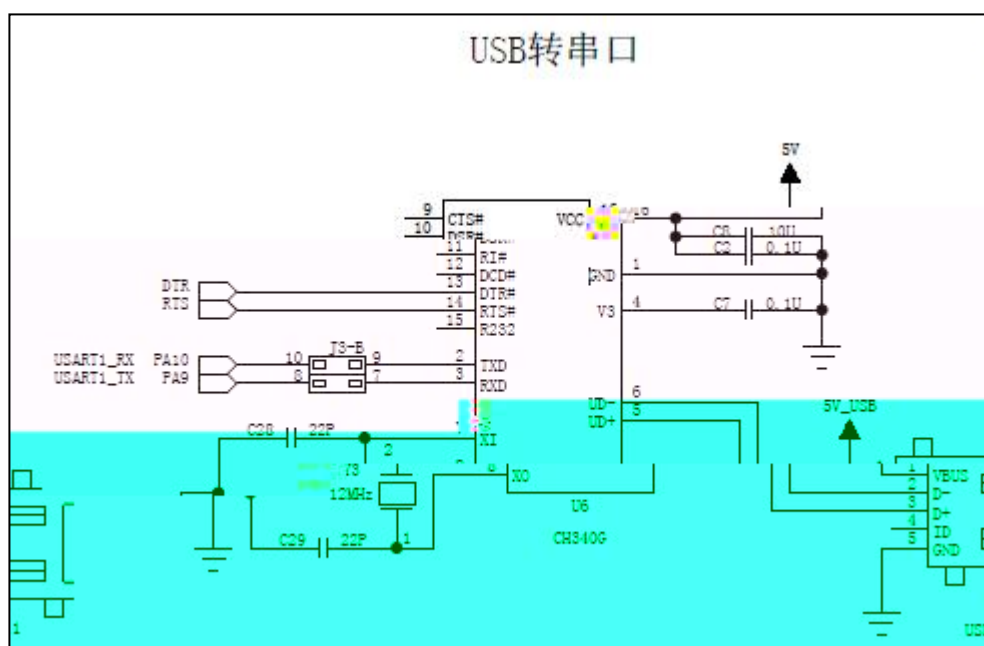 USB转串口
5V
9 CTS# VCC
10
C8 10U
11 C2 0.1U
12 RI# GND 1
DTR 13 DCD#
RTS 14 DTR# V3 4 C7 0.1U
15 RTS#
R232
J3-B
USART1_RX PA10 10 9 2 TXD
USART1_TX PA9 8 7 3 RXD
UD- 6
UD+ 5 5V_USB
C28 22P XI
2
12MHz XO 1 VBUS
2 D-
U6 3 D+
C29 22P 1 CH340G 4 ID
5 GND
1